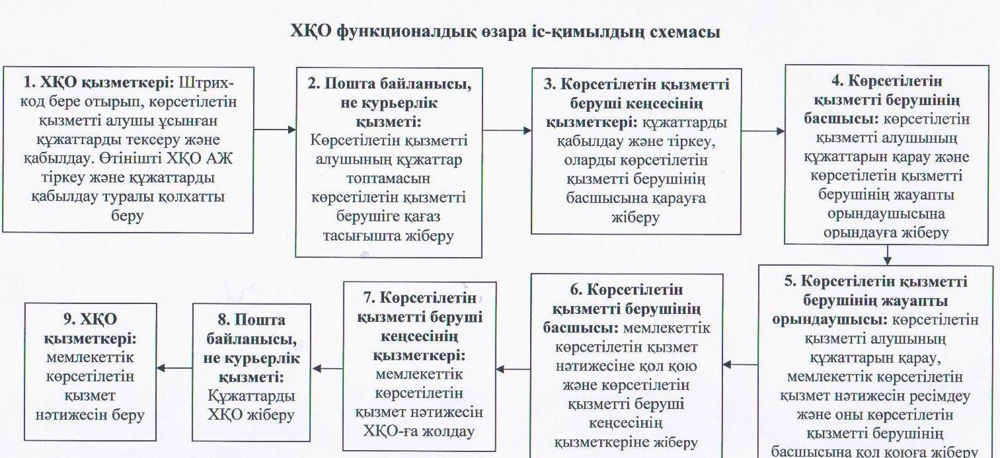 ХҚО функционалдық өзара іс-қимылдың схемасы
1. ХҚО қызметкері: Штрих-
код бере отырып, көрсетілетін
қызметті алушы ұсынған
құжаттарды тексеру және
қабылдау. Өтінішті ХҚО АЖ
тіркеу және құжаттарды
қабылдау туралы қолхатты
беру
2. Пошта байланысы,
не курьерлік
қызметі:
Көрсетілетін қызметті
алушының құжаттар
топтамасын
көрсетілетін қызметті
берушіге қағаз
тасығышта жіберу
3. Көрсетілетін қызметті
беруші кеңсесінің
қызметкері: құжаттарды
қабылдау және тіркеу,
оларды көрсетілетін
қызметті берушінің
басшысына қарауға
жіберу
4. Көрсетілетін
қызметті берушінің
басшысы: көрсетілетін
қызметті алушының
құжаттарын қарау және
көрсетілетін қызметті
берушінің жауапты
орындаушысына
орындауға жіберу
5. Көрсетілетін қызметті
берушінің жауапты
орындаушысы: көрсетілетін
қызметті алушының
құжаттарын қарау,
мемлекеттік көрсетілетін
қызмет нәтижесін ресімдеу
және оны көрсетілетін
қызметті берушінің
басшысына қол қоюға жіберу
6. Көрсетілетін
қызметті берушінің
басшысы: мемлекеттік
көрсетілетін қызмет
нәтижесіне қол қою
және көрсетілетін
қызметті беруші
кеңсесінің
қызметкеріне жіберу
7. Көрсетілетін
қызметті беруші
кеңсесінің
қызметкері:
мемлекеттік
көрсетілетін
қызмет нәтижесін
ХҚО-ға жолдау
8. Пошта
байланысы,
не курьерлік
қызметі:
Құжаттарды
ХҚО жіберу
9. ХҚО
қызметкері:
мемлекеттік
көрсетілетін
қызмет
нәтижесін беру